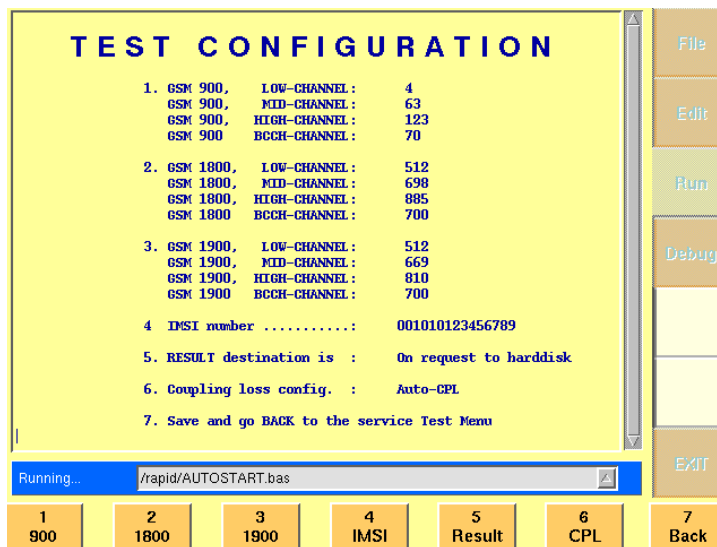 TEST CONFIGURATION
File
1. GSM 900, LOW-CHANNEL: 4
GSM 900, MID-CHANNEL: 63
GSM 900, HIGH-CHANNEL: 123
GSM 900 BCCH-CHANNEL: 70
Edit
2. GSM 1800, LOW-CHANNEL: 512
GSM 1800, MID-CHANNEL: 698
GSM 1800, HIGH-CHANNEL: 885
GSM 1800 BCCH-CHANNEL: 700
Run
3. GSM 1900, LOW-CHANNEL: 512
GSM 1900, MID-CHANNEL: 669
GSM 1900, HIGH-CHANNEL: 810
GSM 1900 BCCH-CHANNEL: 700
Debug
4 IMSI number ...........: 001010123456789
5. RESULT destination is : On request to harddisk
6. Coupling loss config. : Auto-CPL
7. Save and go BACK to the service Test Menu
EXIT
Running... /rapid/AUTOSTART.bas
1 2 3 4 5 6 7
900 1800 1900 IMSI Result CPL Back